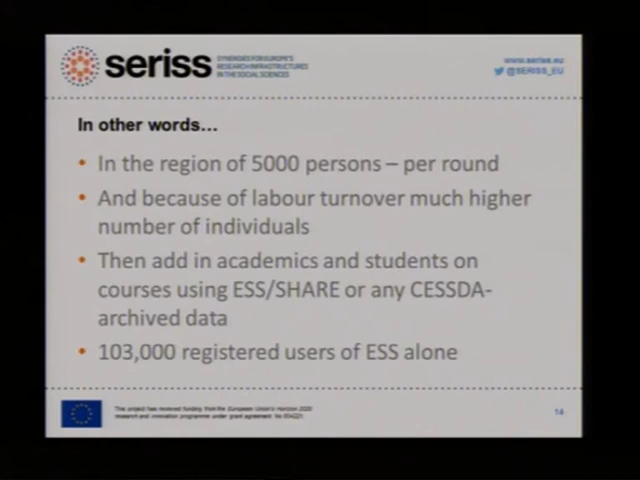 seriss
SYNERGIES FOR EUROPE'S
RESEARCH INFRASTRUCTURES
IN THE SOCIAL SCIENCES
www.seriss.eu
@SERISS_EU
In other words...
• In the region of 5000 persons – per round
• And because of labour turnover much higher
number of individuals
• Then add in academics and students on
courses using ESS/SHARE or any CESSDA-
archived data
• 103,000 registered users of ESS alone
This project has received funding from the European Union's Horizon 2020
research and innovation programme under grant agreement No 654221.
14